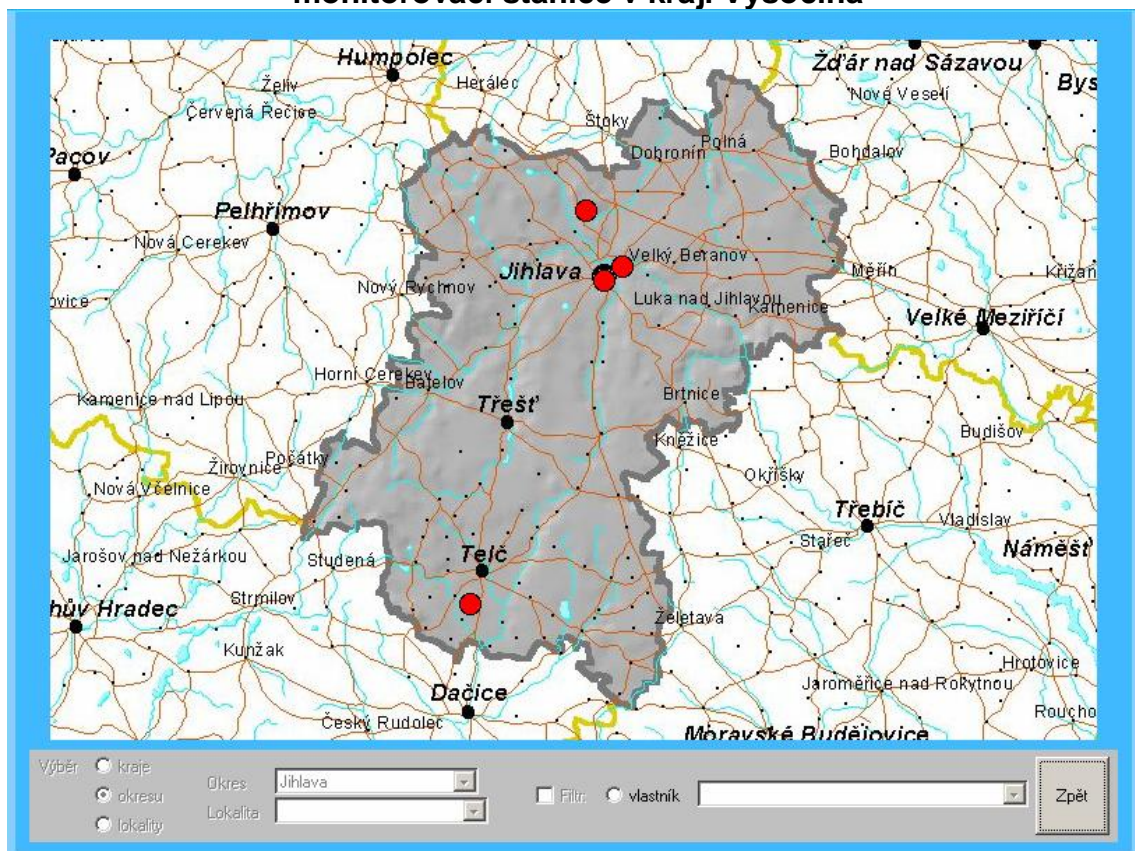 monitorovací stanice v kraji Vysočina
Humpolec
Žďár nad Sázavou
Želiv
Herálec
Bys
Nové Veselí
Červená Řečice
Štoky
Polná
Dobronín
Bohdalov
Pacov
Pelhřimov
Nová Cerekev
Velký Beranov
Jihlava
Měřín
Křižan
Nový Rychnov
ovice
Luka nad Jihlavou
Kamenice
Velké Meziříčí
Horní Cerekev
Batelov
Kamenice nad Lipou
Třešť
Brtnice
Budišov
Kněžice
Počátky
Žirovnice
Okříšky
Nová Včelnice
Třebíč
Vladislav
Stařeč
Náměšť
Jarošov nad Nežárkou
Studená
Telč
Strmilov
hův Hradec
Želetava
Kunžak
Hrotovice
Jaroměřice nad Rokytnou
Dačice
Roucho
Český Rudolec
Moravské Budějovice
Výběr
kraje
okresu
lokality
Okres
Jihlava
Lokalita
Filtr:
vlastník
Zpět